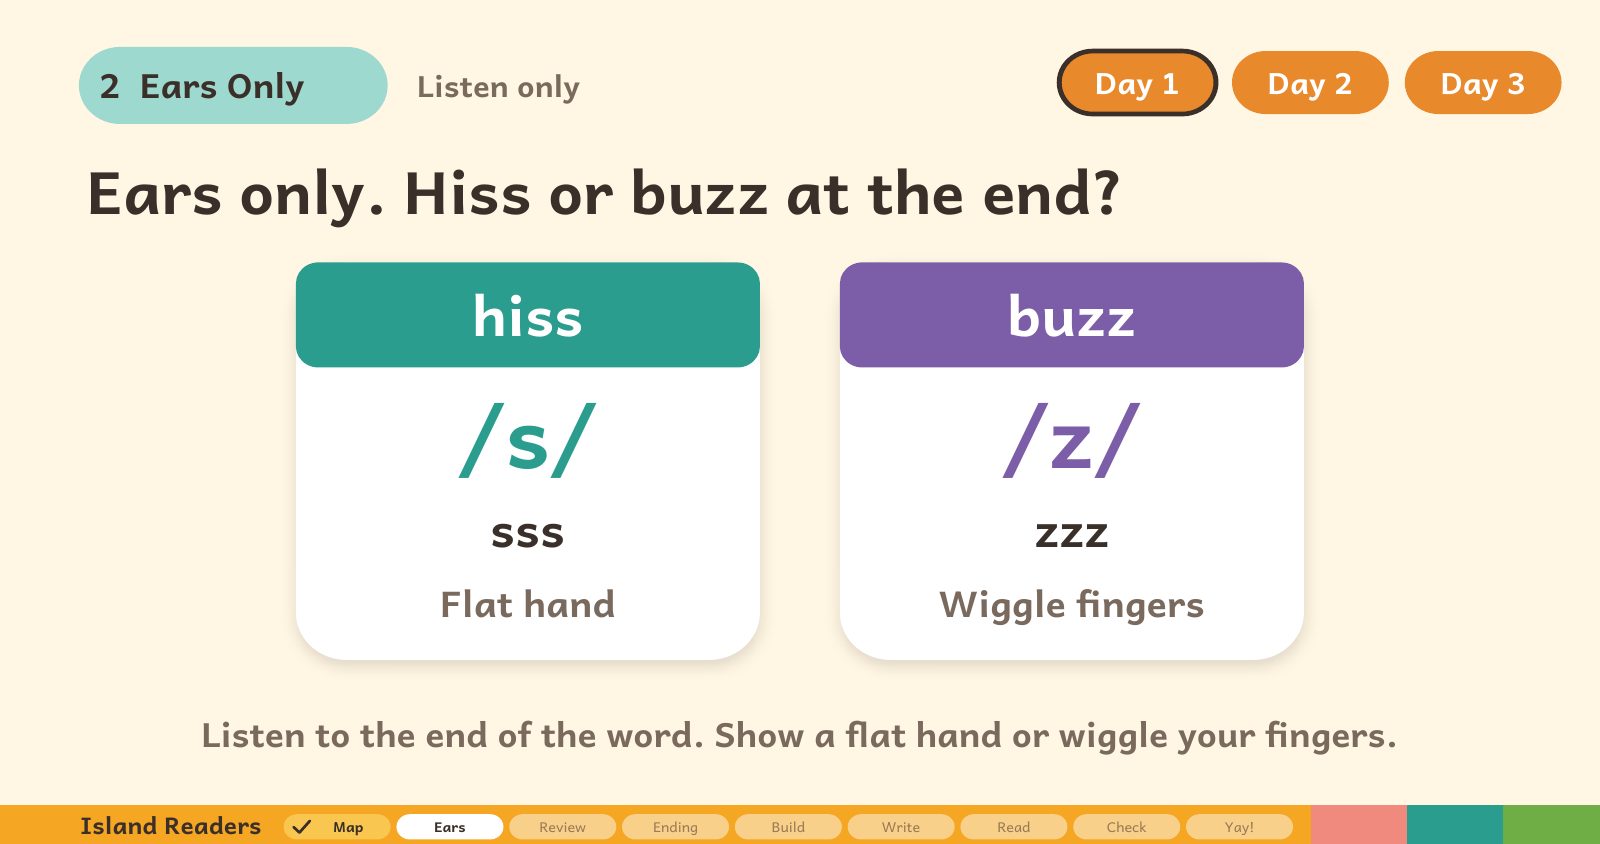 2 Ears Only
Listen only
Day 1
Day 2
Day 3
Ears only. Hiss or buzz at the end?
hiss
/s/
sss
Flat hand
buzz
/z/
zzz
Wiggle fingers
Listen to the end of the word. Show a flat hand or wiggle your fingers.
Island Readers
Map
Ears
Review
Ending
Build
Write
Read
Check
Yay!